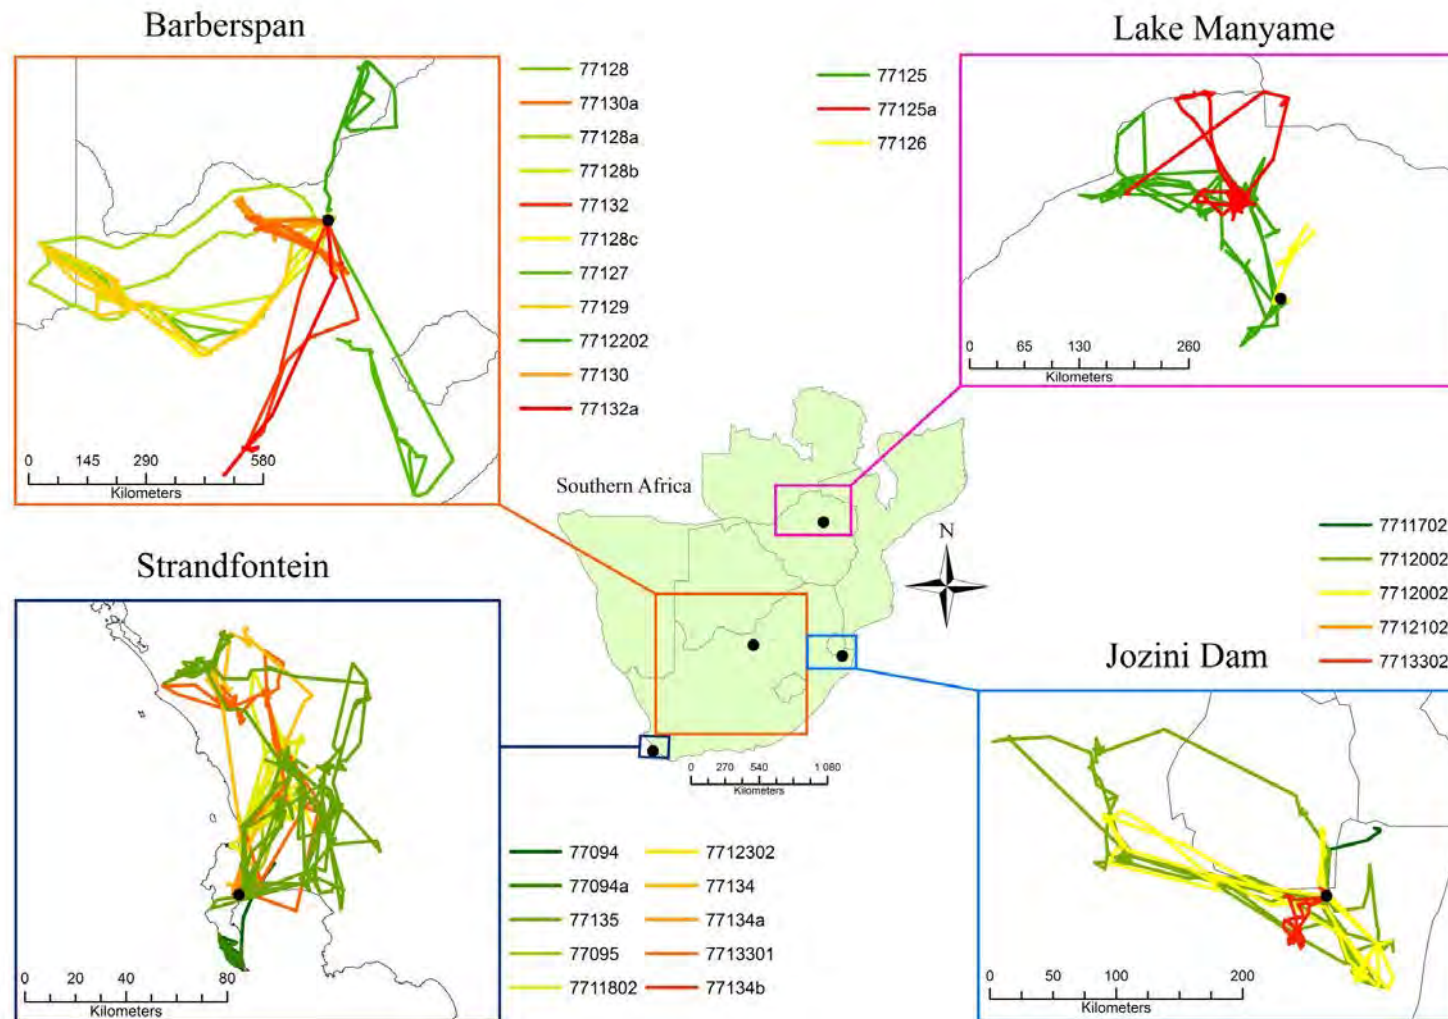 Barberspan
Lake Manyame
77128
77130a
77128a
77128b
77132
77128c
77127
77129
7712202
77130
77132a
0 145 290 580
Kilometers
77125
77125a
77126
0 65 130 260
Kilometers
Southern Africa
N
0 270 540 1 080
Kilometers
Strandfontein
0 20 40 80
Kilometers
77094
77094a
77135
77095
7711802
7712302
77134
77134a
7713301
77134b
7711702
7712002
7712002
7712102
7713302
Jozini Dam
0 50 100 200
Kilometers